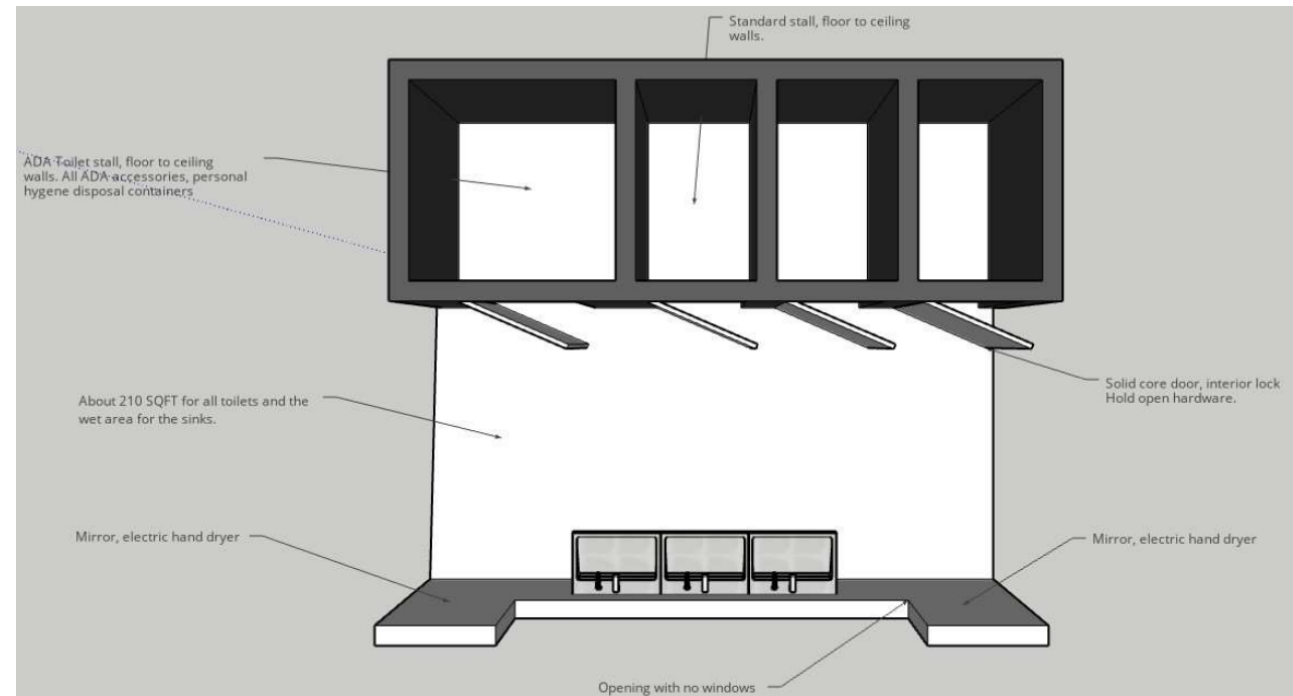 Standard stall, floor to ceiling
walls.
ADA Toilet stall, floor to ceiling
walls. All ADA accessories, personal
hygene disposal containers
Solid core door, interior lock
Hold open hardware.
About 210 SQFT for all toilets and the
wet area for the sinks.
Mirror, electric hand dryer
Mirror, electric hand dryer
Opening with no windows